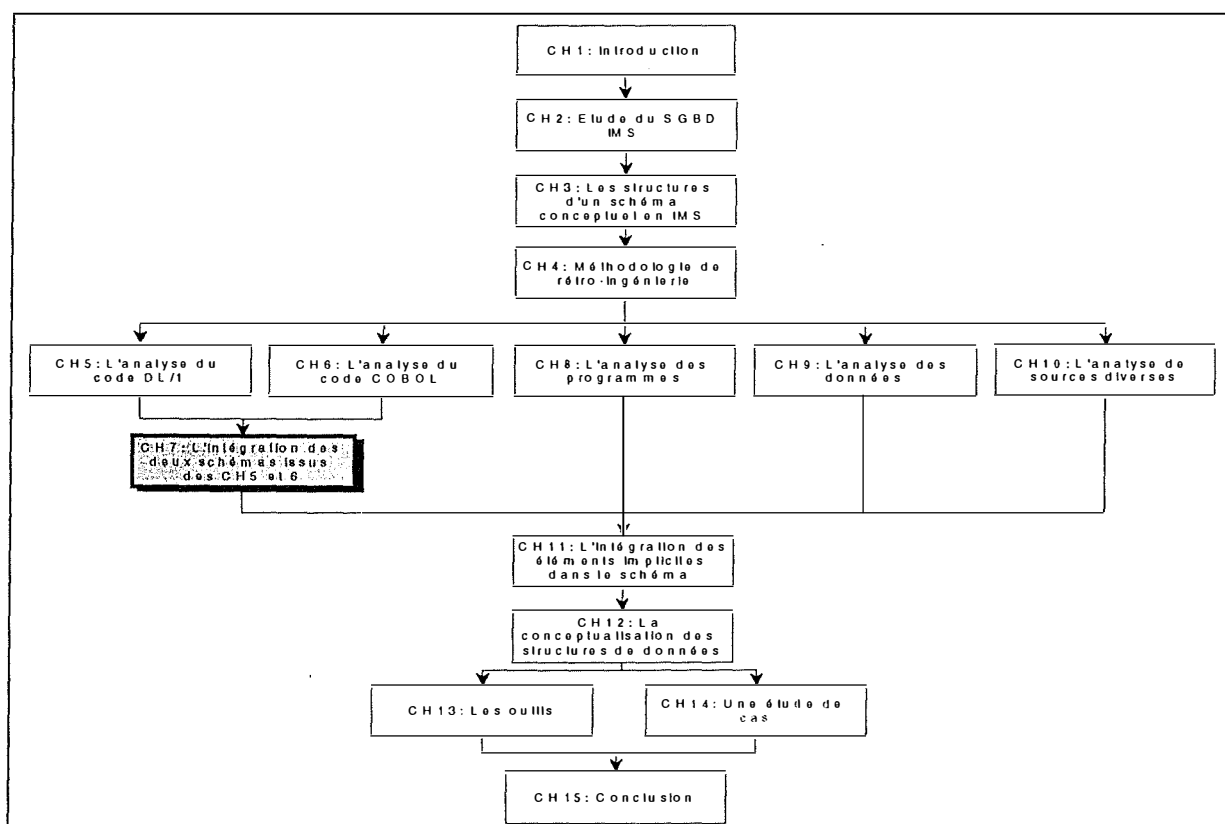 CH1: Introduction
CH2: Etude du SGBD
IMS
CH3: Les structures
d'un schéma
conceptuel en IMS
CH4: Méthodologie de
rétro-ingénierie
CH5: L'analyse du
code DL/1
CH6: L'analyse du
code COBOL
CH8: L'analyse des
programmes
CH9: L'analyse des
données
CH10: L'analyse de
sources diverses
CH7: L'intégration des
deux schémas issus
des CH5 et 6
CH11: L'intégration des
éléments implicites
dans le schéma
CH12: La
conceptualisation des
structures de données
CH13: Les outils
CH14: Une étude de
cas
CH15: Conclusion